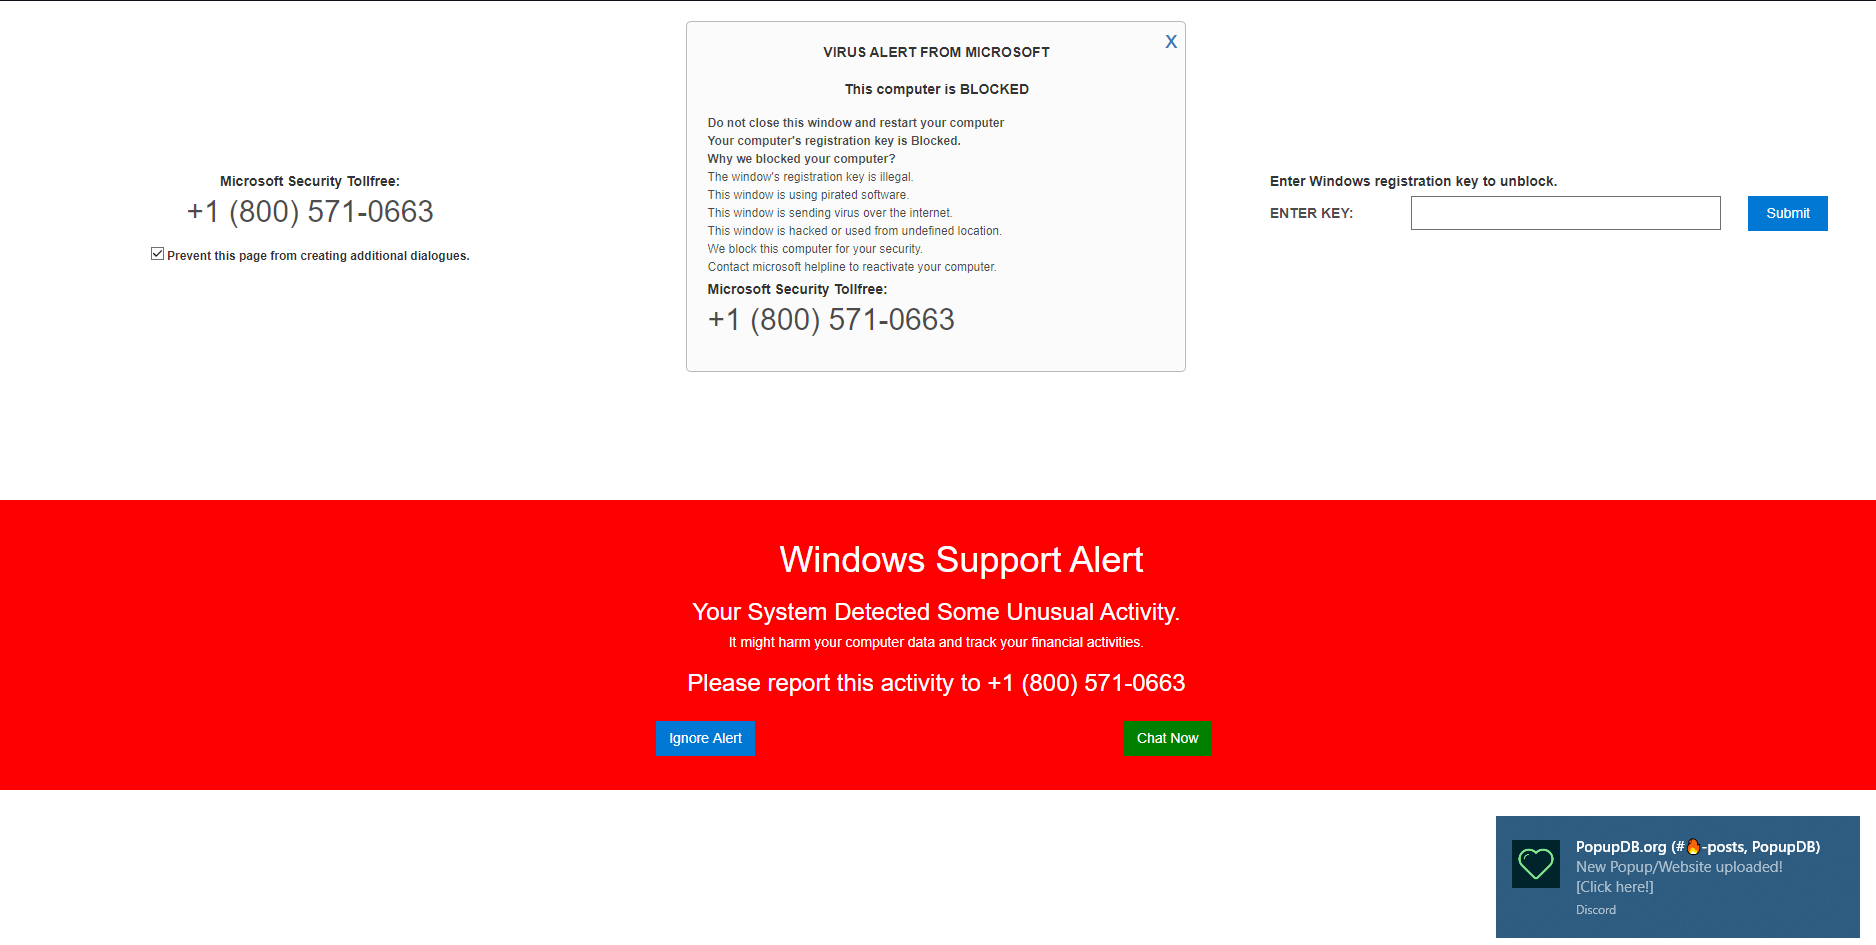 X
VIRUS ALERT FROM MICROSOFT
This computer is BLOCKED
Do not close this window and restart your computer
Your computer's registration key is Blocked.
Why we blocked your computer?
The window's registration key is illegal.
This window is using pirated software.
This window is sending virus over the internet.
This window is hacked or used from undefined location.
We block this computer for your security.
Contact microsoft helpline to reactivate your computer.
Microsoft Security Tollfree:
+1 (800) 571-0663
Microsoft Security Tollfree:
+1 (800) 571-0663
Prevent this page from creating additional dialogues.
Enter Windows registration key to unblock.
ENTER KEY:
Submit
Windows Support Alert
Your System Detected Some Unusual Activity.
It might harm your computer data and track your financial activities.
Please report this activity to +1 (800) 571-0663
Ignore Alert
Chat Now
PopupDB.org (#🔥-posts, PopupDB)
New Popup/Website uploaded!
[Click here!]
Discord